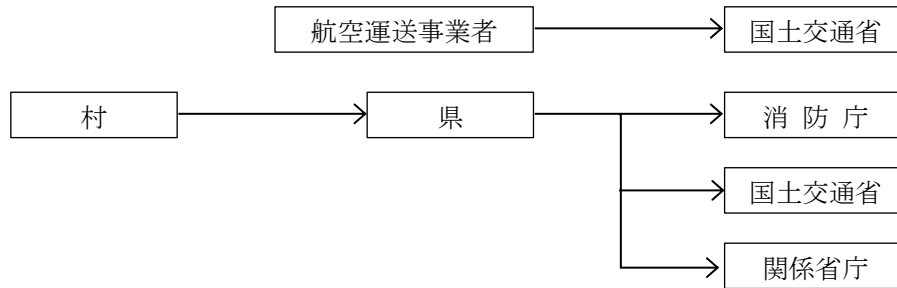 航空運送事業者
国土交通省
村
県
消 防 庁
国土交通省
関係省庁